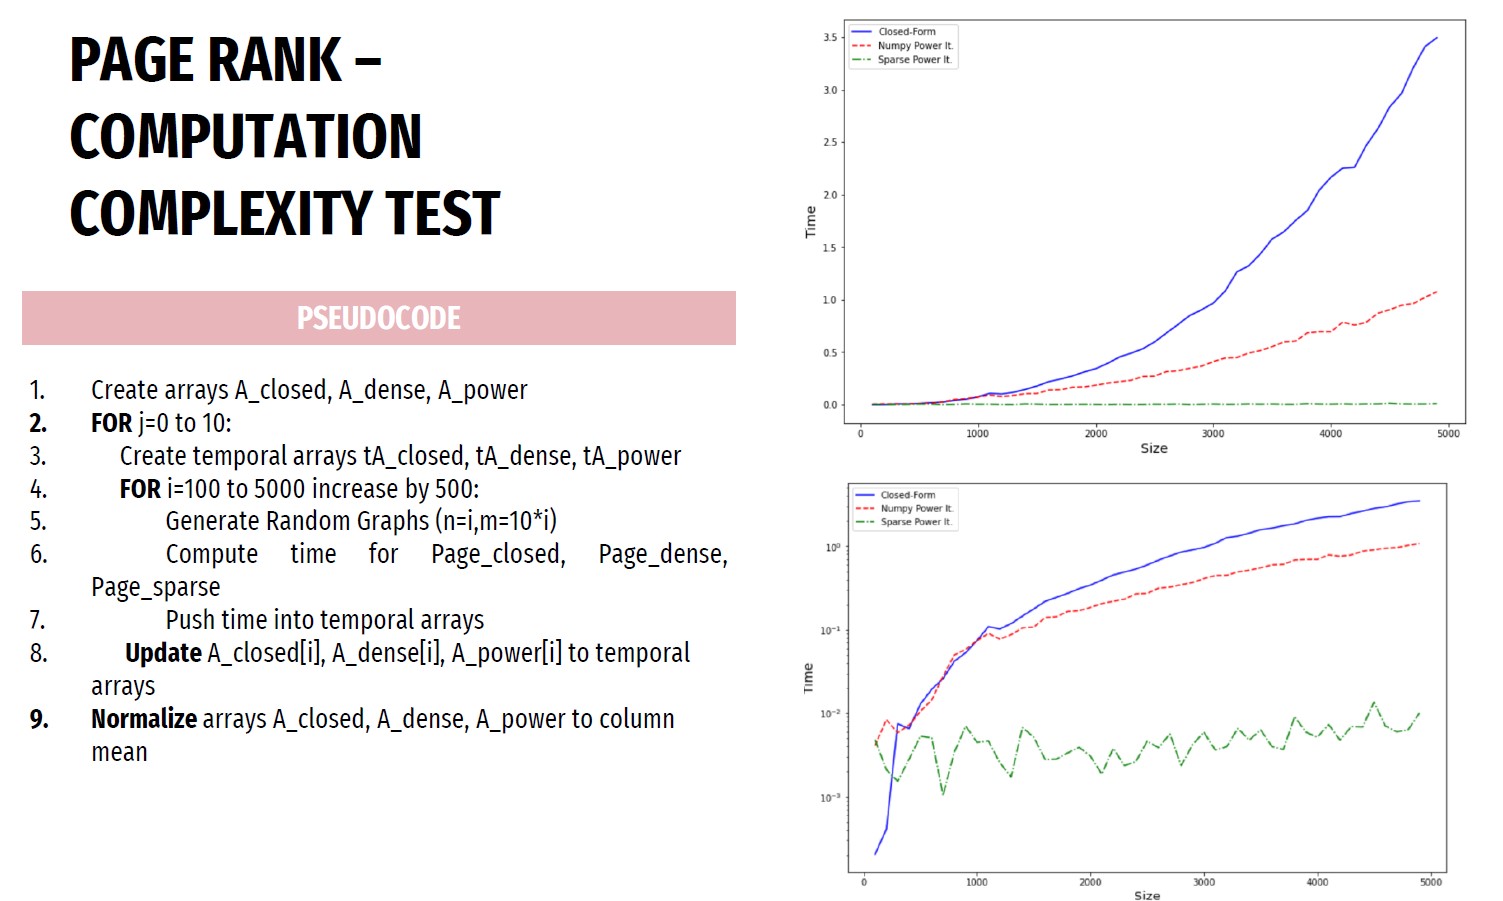 PAGE RANK –
COMPUTATION
COMPLEXITY TEST
PSEUDOCODE
1. Create arrays A_closed, A_dense, A_power
2. FOR j=0 to 10:
3. Create temporal arrays tA_closed, tA_dense, tA_power
4. FOR i=100 to 5000 increase by 500:
5. Generate Random Graphs (n=i,m=10*i)
6. Compute time for Page_closed, Page_dense,
Page_sparse
7. Push time into temporal arrays
8. Update A_closed[i], A_dense[i], A_power[i] to temporal
arrays
9. Normalize arrays A_closed, A_dense, A_power to column
mean
Closed-Form
Numpy Power It.
Sparse Power It.
3.5
3.0
2.5
2.0
1.5
1.0
0.5
0.0
Time
0 1000 2000 3000 4000 5000
Size
Closed-Form
Numpy Power It.
Sparse Power It.
10⁰
10⁻¹
10⁻²
10⁻³
Time
0 1000 2000 3000 4000 5000
Size